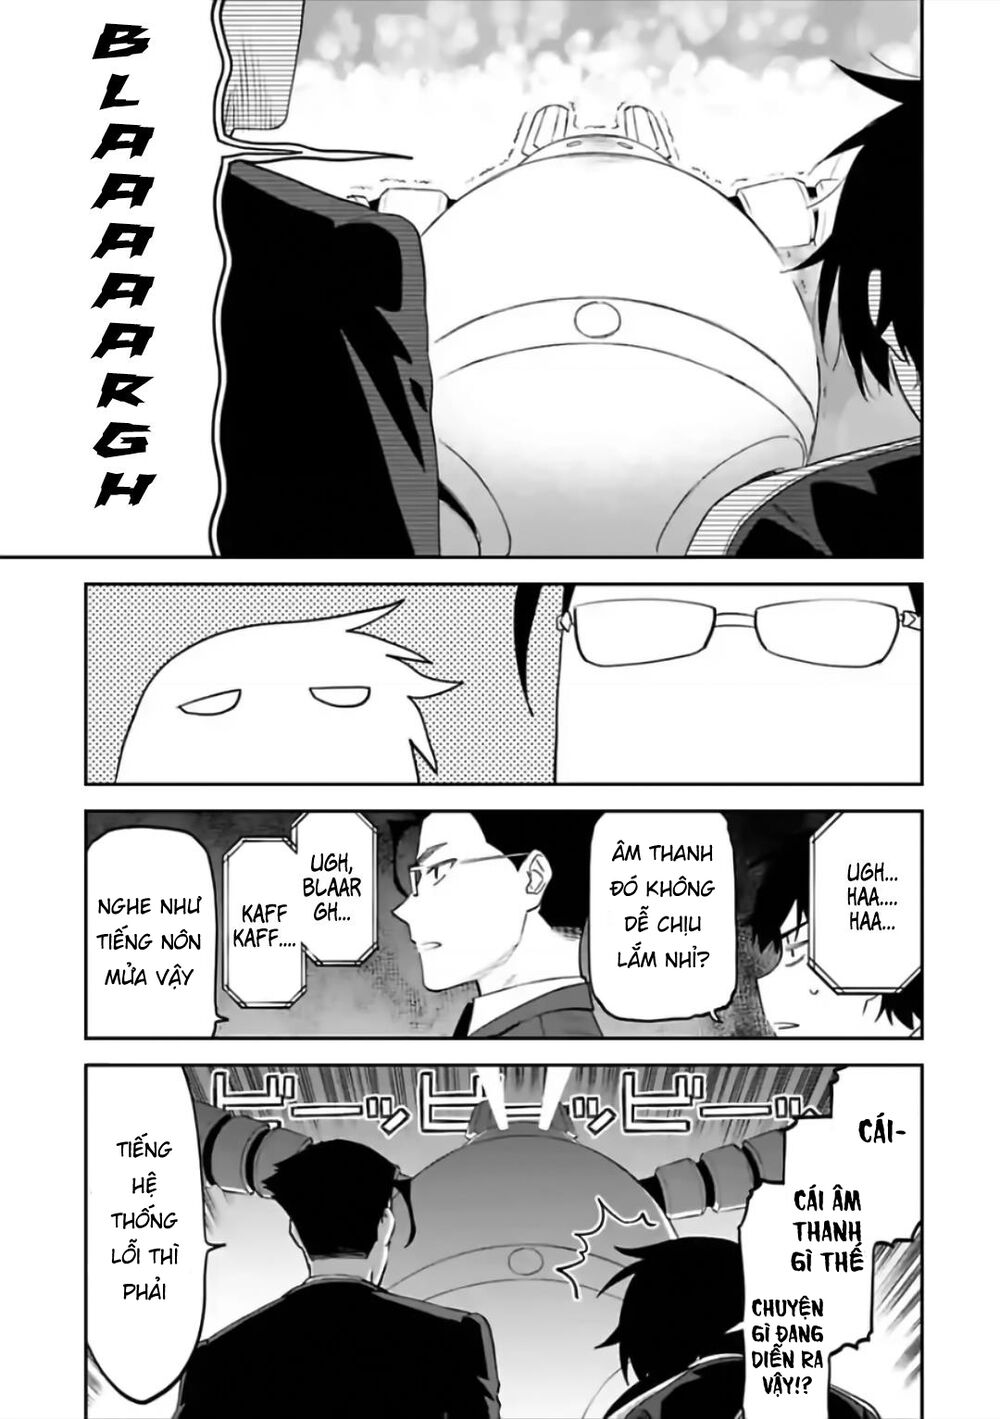 BLAAAAARGH
UGH...
HAA....
HAA...
ÂM THANH
ĐÓ KHÔNG
DỄ CHỊU
LẮM NHỈ?
UGH,
BLAAR
GH...
KAFF
KAFF....
NGHE NHƯ
TIẾNG NÔN
MỬA VẬY
ビーッビーッビーッ
CÁI-
CÁI ÂM
THANH
GÌ THẾ
CHUYỆN
GÌ ĐANG
DIỄN RA
VẬY!?
TIẾNG
HỆ
THỐNG
LỖI THÌ
PHẢI